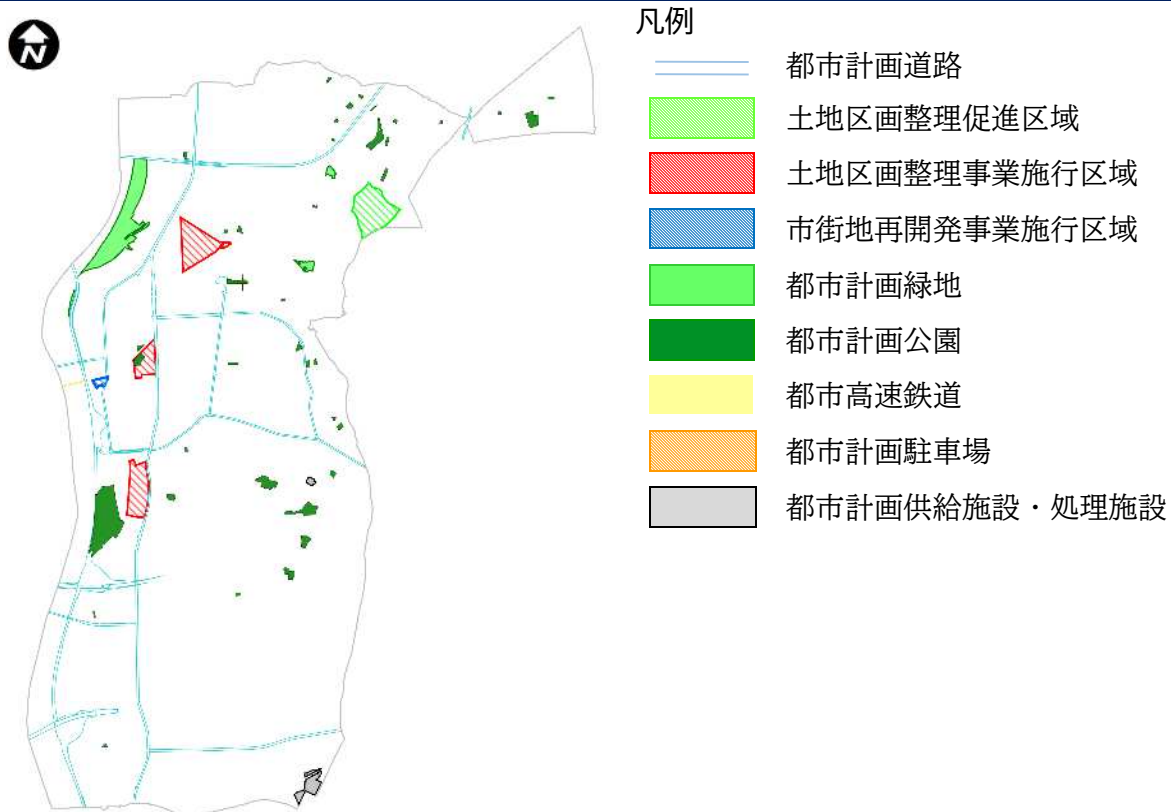 N
凡例
都市計画道路
土地区画整理促進区域
土地区画整理事業施行区域
市街地再開発事業施行区域
都市計画緑地
都市計画公園
都市高速鉄道
都市計画駐車場
都市計画供給施設・処理施設